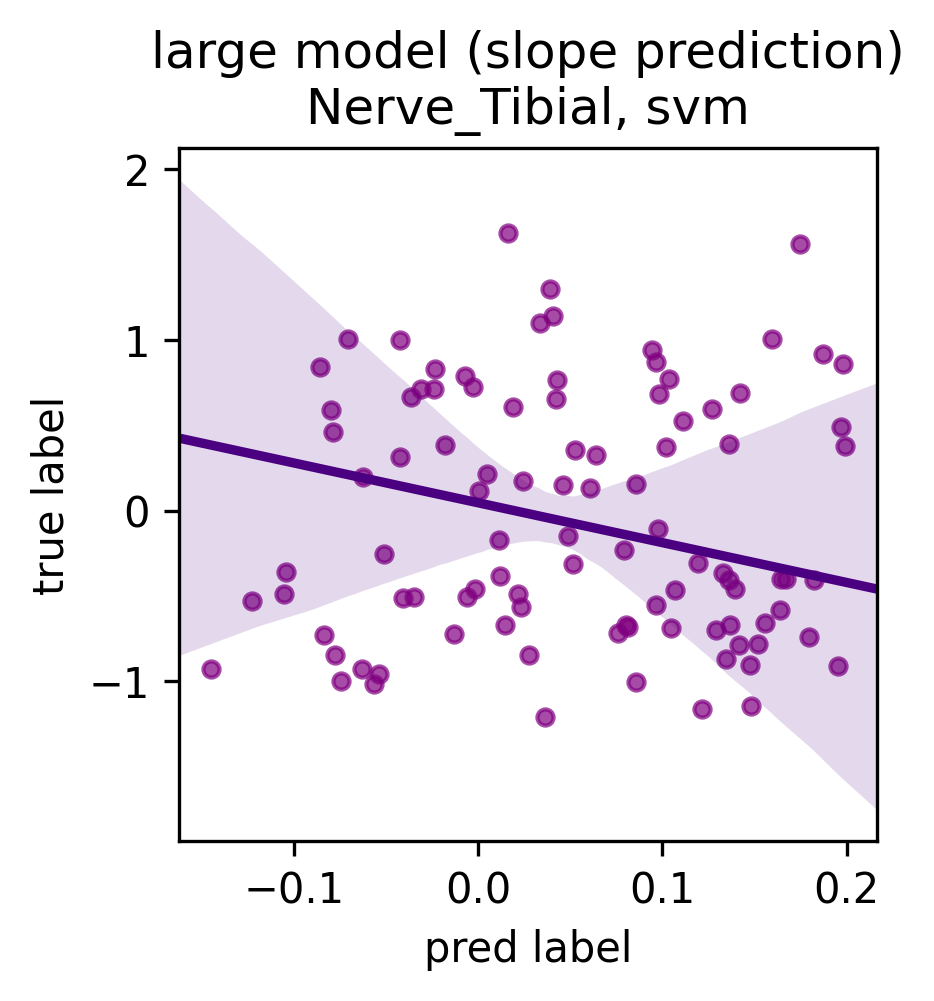 large model (slope prediction)
Nerve_Tibial, svm
2
1
0
−1
true label
−0.1
0.0
0.1
0.2
pred label